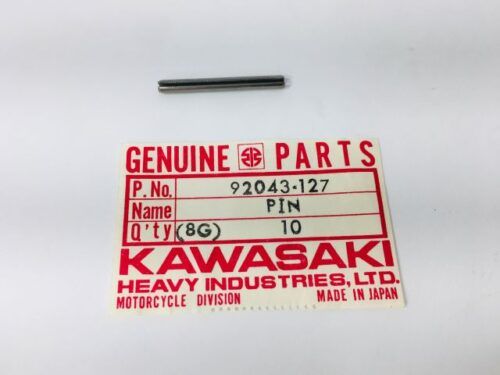 GENUINE PARTS
P. No. 92043-127
Name PIN
Q'ty (8G) 10
KAWASAKI
HEAVY INDUSTRIES, LTD.
MOTORCYCLE DIVISION MADE IN JAPAN